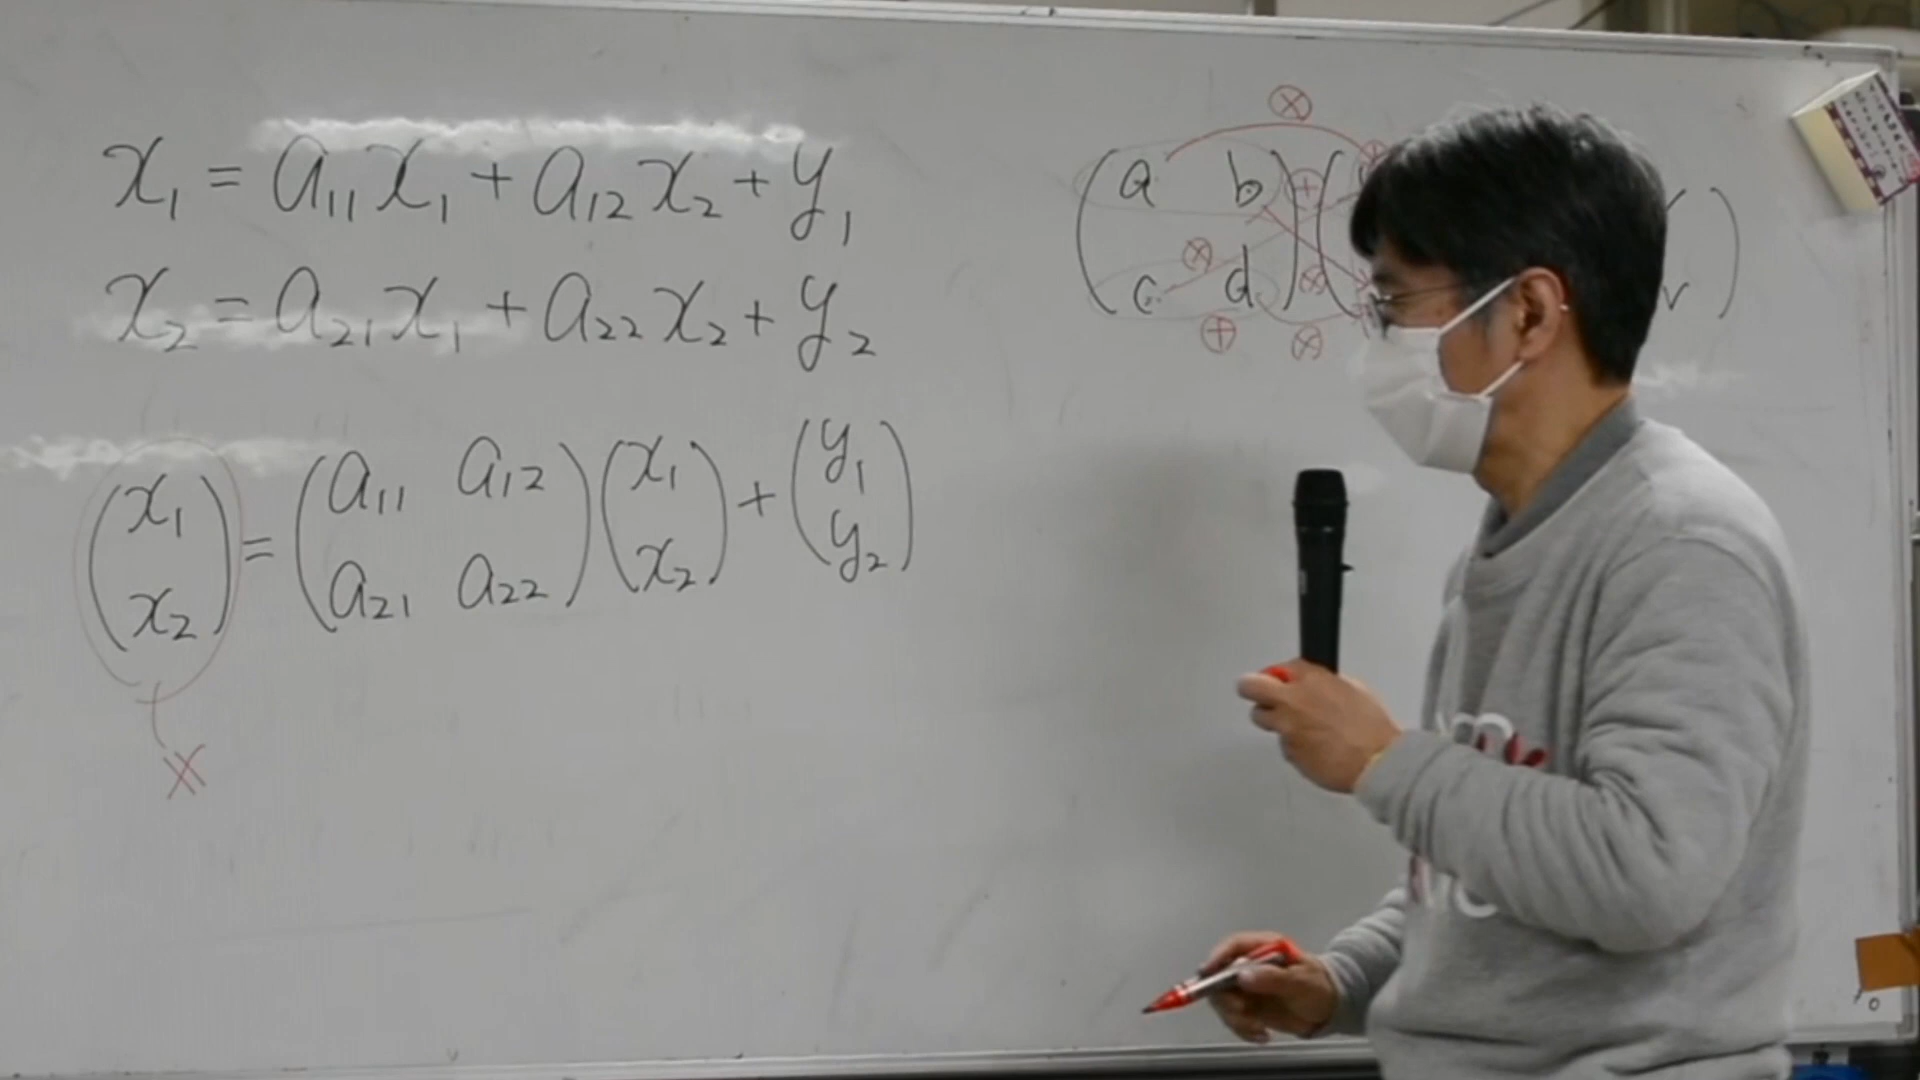 x₁ = a₁₁x₁ + a₁₂x₂ + y₁
x₂ = a₂₁x₁ + a₂₂x₂ + y₂
(x₁ x₂) = (a₁₁ a₁₂
a₂₁ a₂₂) (x₁ x₂) + (y₁ y₂)
𝕏
⊗
(a b
c d)
⊕
⊗
⊗
⊕ ⊗